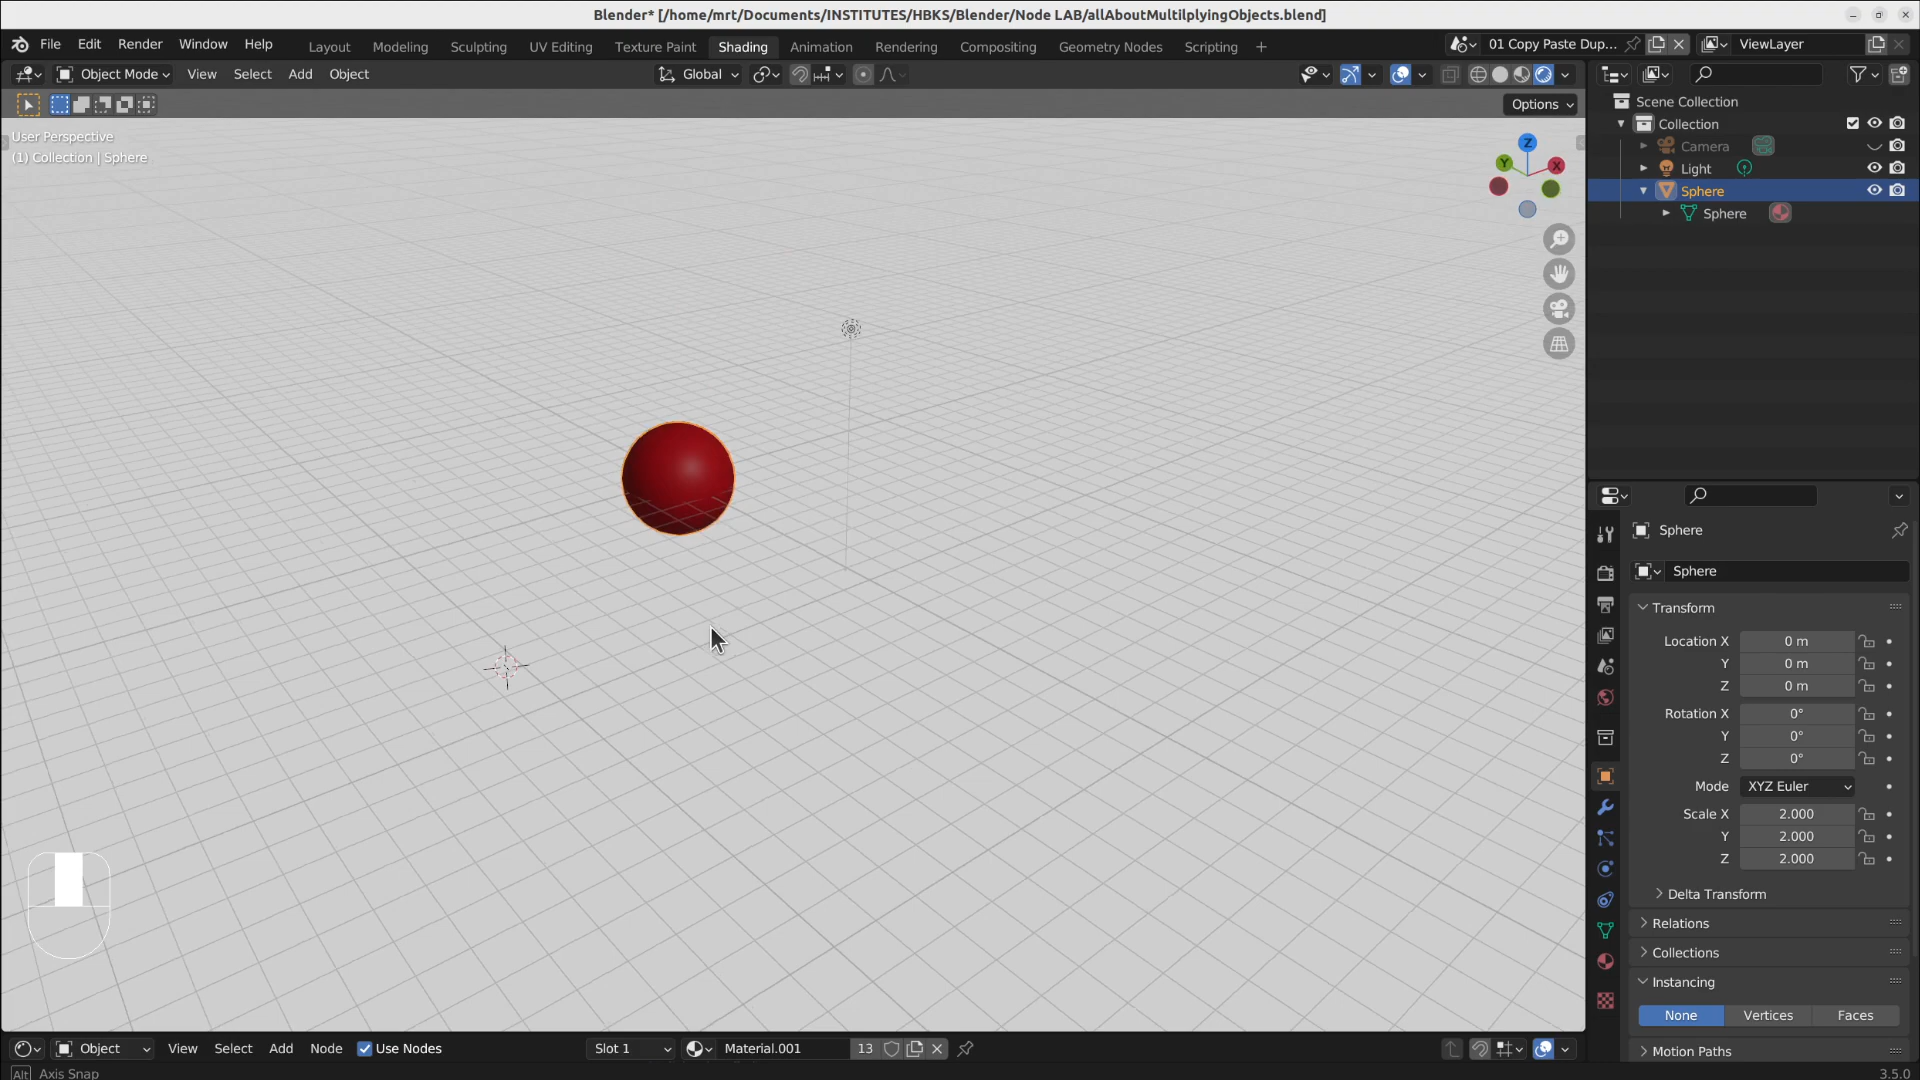 Blender* [/home/mrt/Documents/INSTITUTES/HBKS/Blender/Node LAB/allAboutMultilplyingObjects.blend]
File Edit Render Window Help Layout Modeling Sculpting UV Editing Texture Paint Shading Animation Rendering Compositing Geometry Nodes Scripting + 01 Copy Paste Dup... ViewLayer
Object Mode View Select Add Object Global
Options
User Perspective
(1) Collection | Sphere
Z
Y
X
Scene Collection
Collection
Camera
Light
Sphere
Sphere
Sphere
Sphere
Transform
Location X 0 m
Y 0 m
Z 0 m
Rotation X 0°
Y 0°
Z 0°
Mode XYZ Euler
Scale X 2.000
Y 2.000
Z 2.000
Delta Transform
Relations
Collections
Instancing
None Vertices Faces
Motion Paths
Object View Select Add Node Use Nodes Slot 1 Material.001 13
Alt Axis Snap 3.5.0